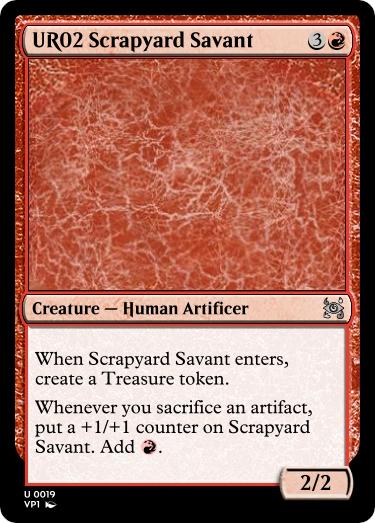 UR02 Scrapyard Savant 3
Creature — Human Artificer
When Scrapyard Savant enters,
create a Treasure token.
Whenever you sacrifice an artifact,
put a +1/+1 counter on Scrapyard
Savant. Add .
2/2
U 0019
VP1